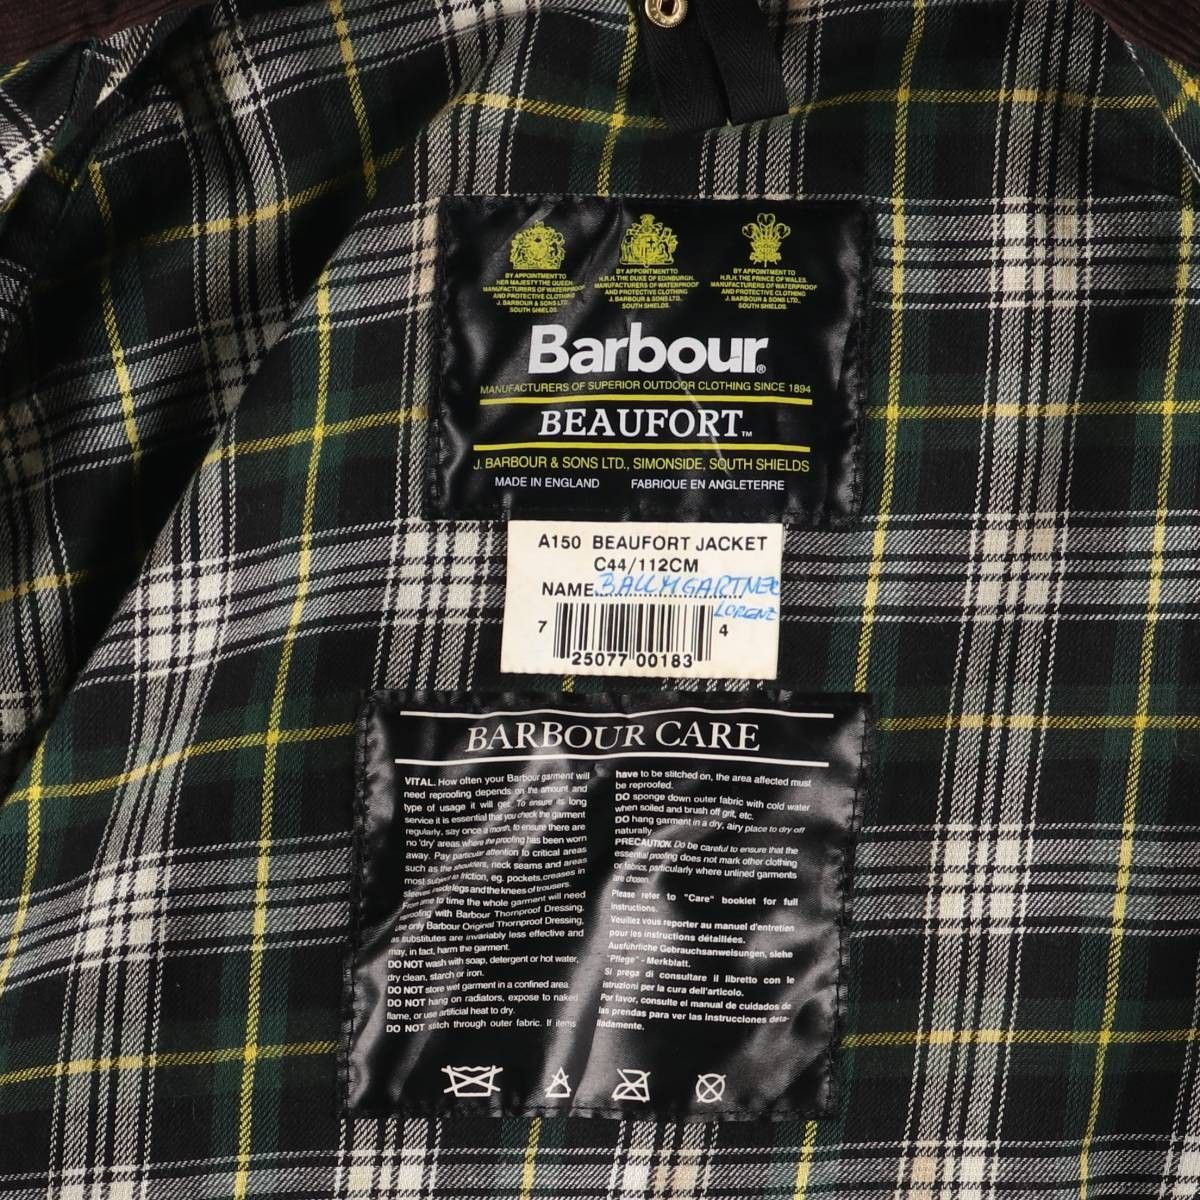 BY APPOINTMENT TO
HER MAJESTY THE QUEEN
MANUFACTURERS OF WATERPROOF
AND PROTECTIVE CLOTHING
J. BARBOUR & SONS LTD.
SOUTH SHIELDS.
BY APPOINTMENT TO
H.R.H. THE DUKE OF EDINBURGH.
MANUFACTURERS OF WATERPROOF
AND PROTECTIVE CLOTHING
J. BARBOUR & SONS LTD.
SOUTH SHIELDS.
BY APPOINTMENT TO
H.R.H. THE PRINCE OF WALES.
MANUFACTURERS OF WATERPROOF
AND PROTECTIVE CLOTHING
J. BARBOUR & SONS LTD.
SOUTH SHIELDS.
Barbour®
MANUFACTURERS OF SUPERIOR OUTDOOR CLOTHING SINCE 1894
BEAUFORT™
J. BARBOUR & SONS LTD., SIMONSIDE, SOUTH SHIELDS
MADE IN ENGLAND FABRIQUE EN ANGLETERRE
A150 BEAUFORT JACKET
C44/112CM
NAME BAUMGARTNER
LORENZ
7 25077 00183 4
BARBOUR CARE
VITAL. How often your Barbour garment will
need reproofing depends on the amount and
type of usage it will get. To ensure its long
service it is essential that you check the garment
regularly, say once a month, to ensure there are
no 'dry' areas where the proofing has been worn
away. Pay particular attention to critical areas
such as the shoulders, neck seams and areas
most subject to friction, eg. pockets, creases in
sleeves, inside legs and the knees of trousers.
From time to time the whole garment will need
reproofing with Barbour Thornproof Dressing,
use only Barbour Original Thornproof Dressing,
as substitutes are invariably less effective and
may, in fact, harm the garment.
DO NOT wash with soap, detergent or hot water,
dry clean, starch or iron.
DO NOT store wet garment in a confined area.
DO NOT hang on radiators, expose to naked
flame, or use artificial heat to dry.
DO NOT stitch through outer fabric. If items
have to be stitched on, the area affected must
be reproofed.
DO sponge down outer fabric with cold water
when soiled and brush off grit, etc.
DO hang garment in a dry, airy place to dry off
naturally.
PRECAUTION. Do be careful to ensure that the
essential proofing does not mark other clothing
or fabrics, particularly where unlined garments
are chosen.
Please refer to "Care" booklet for full
instructions.
Veuillez vous reporter au manuel d'entretien
pour les instructions détaillées.
Ausführliche Gebrauchsanweisungen, siehe
"Pflege" - Merkblatt.
Si prega di consultare il libretto con le
istruzioni per la cura dell'articolo.
Por favor, consulte el manual de cuidados de
las prendas para ver las instrucciones deta-
lladamente.